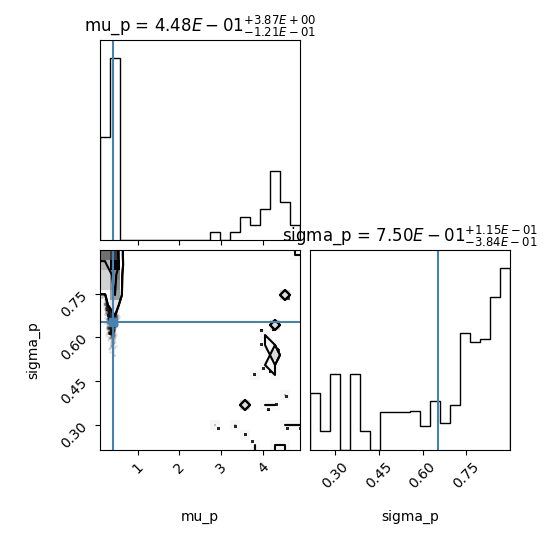 mu_p = 4.48E − 01 +3.87E + 00 −1.21E − 01
sigma_p = 7.50E − 01 +1.15E − 01 −3.84E − 01
sigma_p
0.75
0.60
0.45
0.30
1 2 3 4
0.30 0.45 0.60 0.75
mu_p
sigma_p